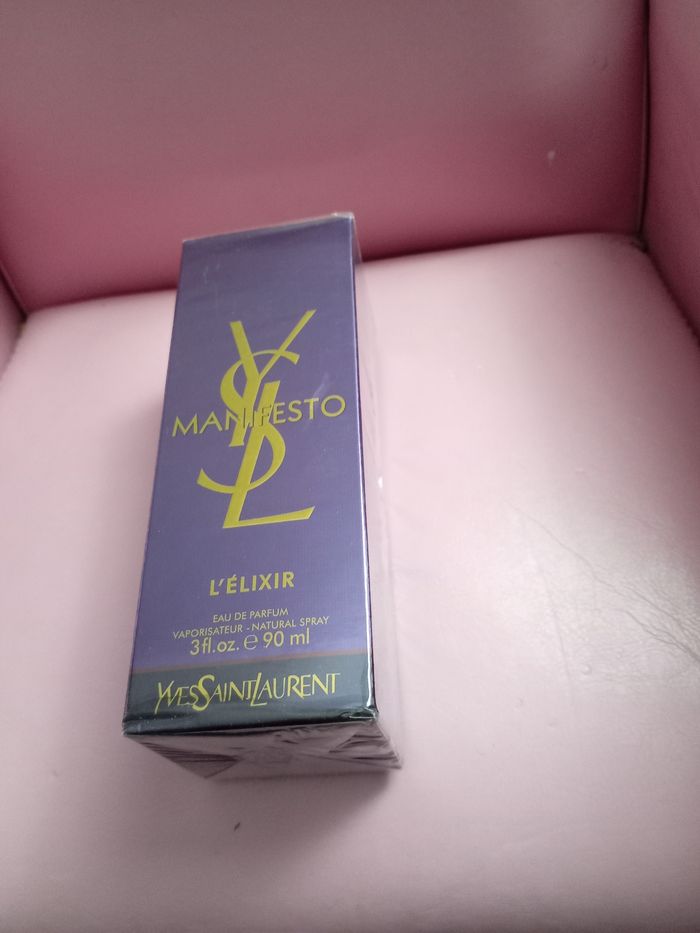 YSL
MANIFESTO
L'ÉLIXIR
EAU DE PARFUM
VAPORISATEUR - NATURAL SPRAY
3fl.oz. ℮ 90 ml
YVESSAINTLAURENT